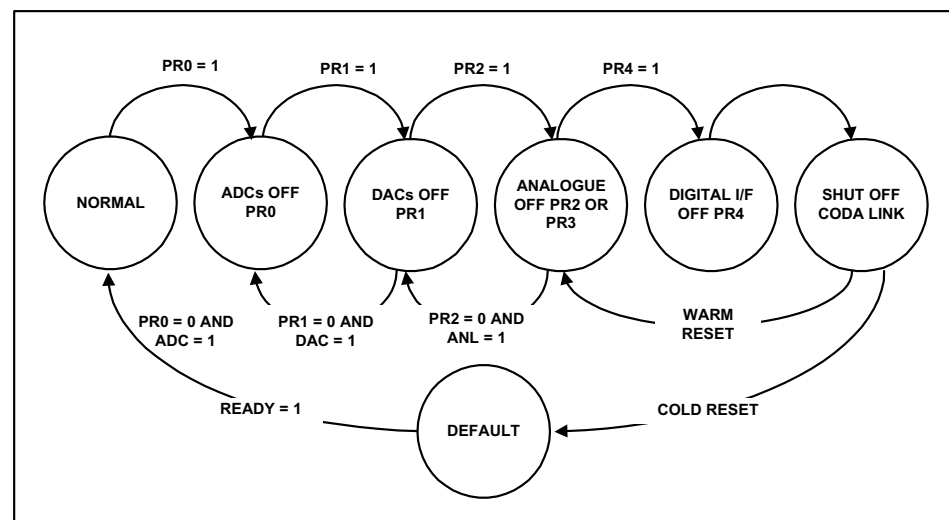 PR0 = 1
PR1 = 1
PR2 = 1
PR4 = 1
NORMAL
ADCs OFF
PR0
DACs OFF
PR1
ANALOGUE
OFF PR2 OR
PR3
DIGITAL I/F
OFF PR4
SHUT OFF
CODA LINK
PR0 = 0 AND
ADC = 1
PR1 = 0 AND
DAC = 1
PR2 = 0 AND
ANL = 1
WARM
RESET
READY = 1
DEFAULT
COLD RESET